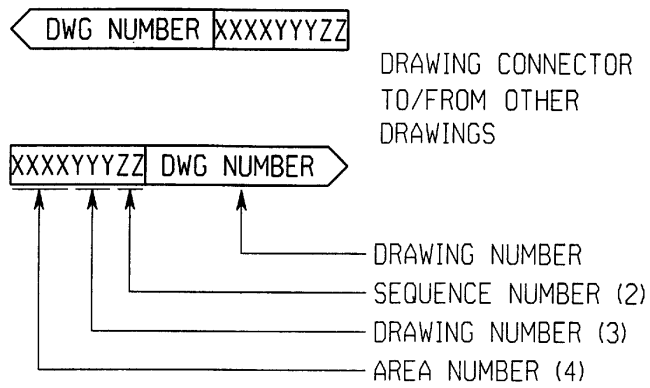 DWG NUMBER XXXXYYYZZ
DRAWING CONNECTOR
TO/FROM OTHER
DRAWINGS
XXXXYYYZZ DWG NUMBER
DRAWING NUMBER
SEQUENCE NUMBER (2)
DRAWING NUMBER (3)
AREA NUMBER (4)